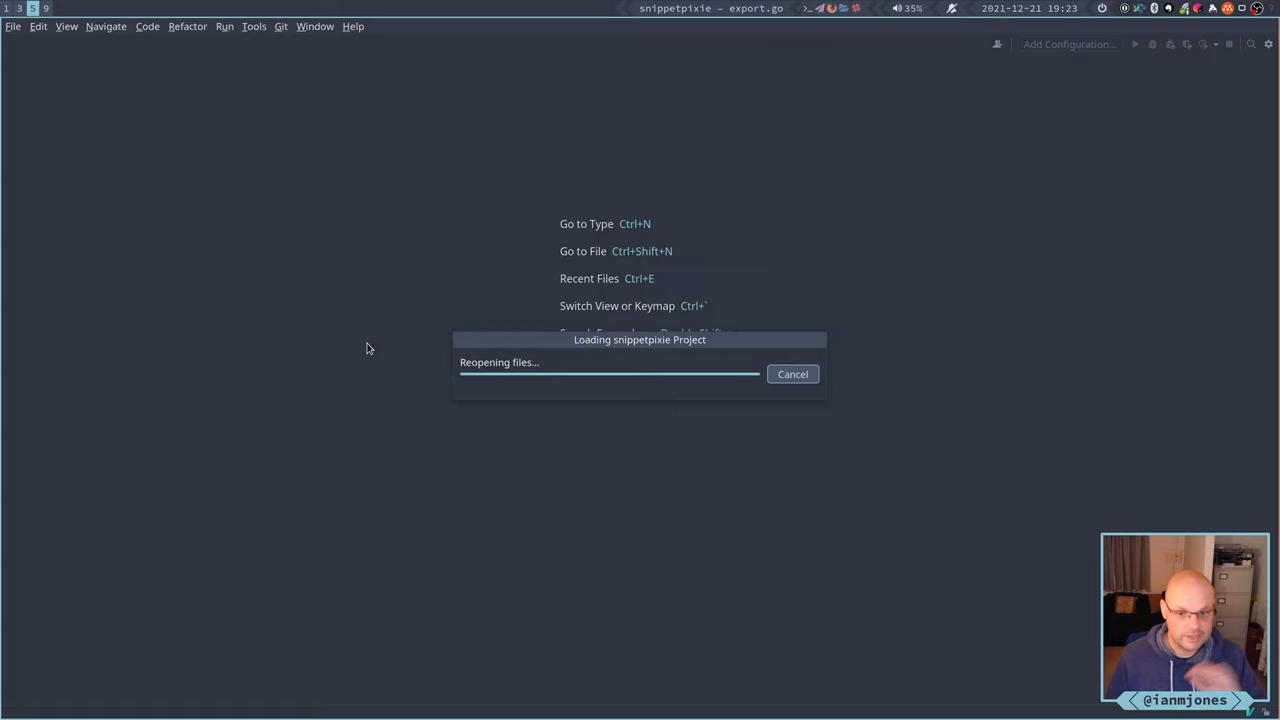 1 3 5 9
snippetpixie – export.go
35%
2021-12-21 19:23
File Edit View Navigate Code Refactor Run Tools Git Window Help
Add Configuration...
Go to Type Ctrl+N
Go to File Ctrl+Shift+N
Recent Files Ctrl+E
Switch View or Keymap Ctrl+`
Loading snippetpixie Project
Reopening files...
Cancel
@ianmjones